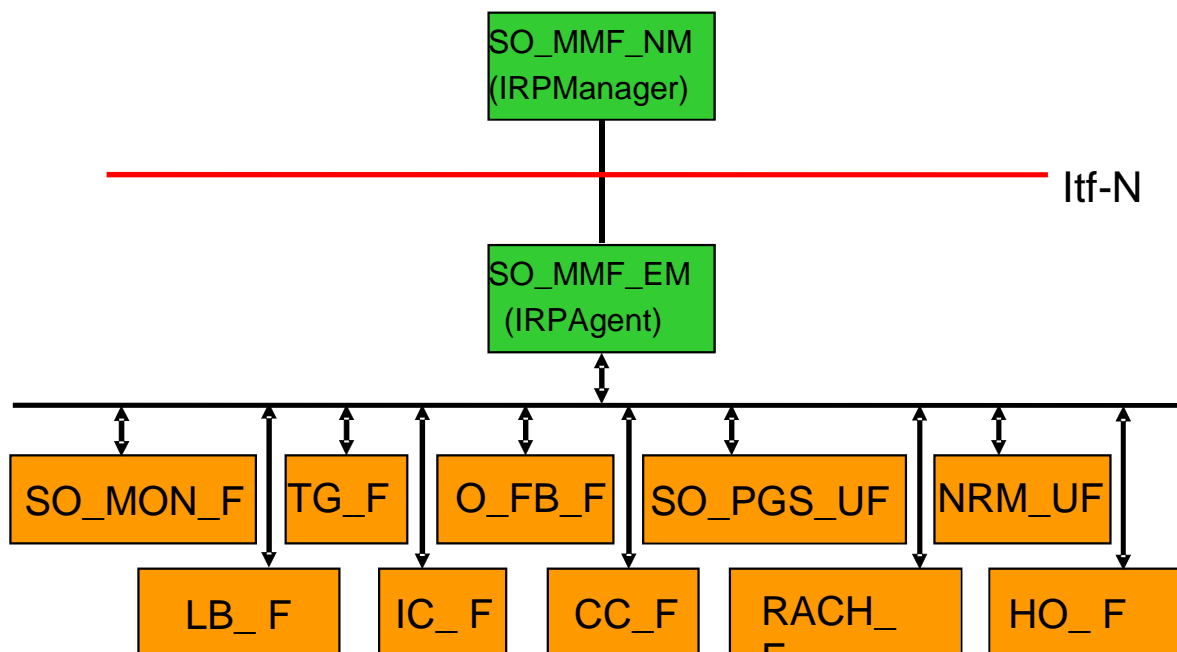 SO_MMF_NM
(IRPManager)
Itf-N
SO_MMF_EM
(IRPAgent)
SO_MON_F
TG_F
O_FB_F
SO_PGS_UF
NRM_UF
LB_ F
IC_ F
CC_F
RACH_
HO_ F